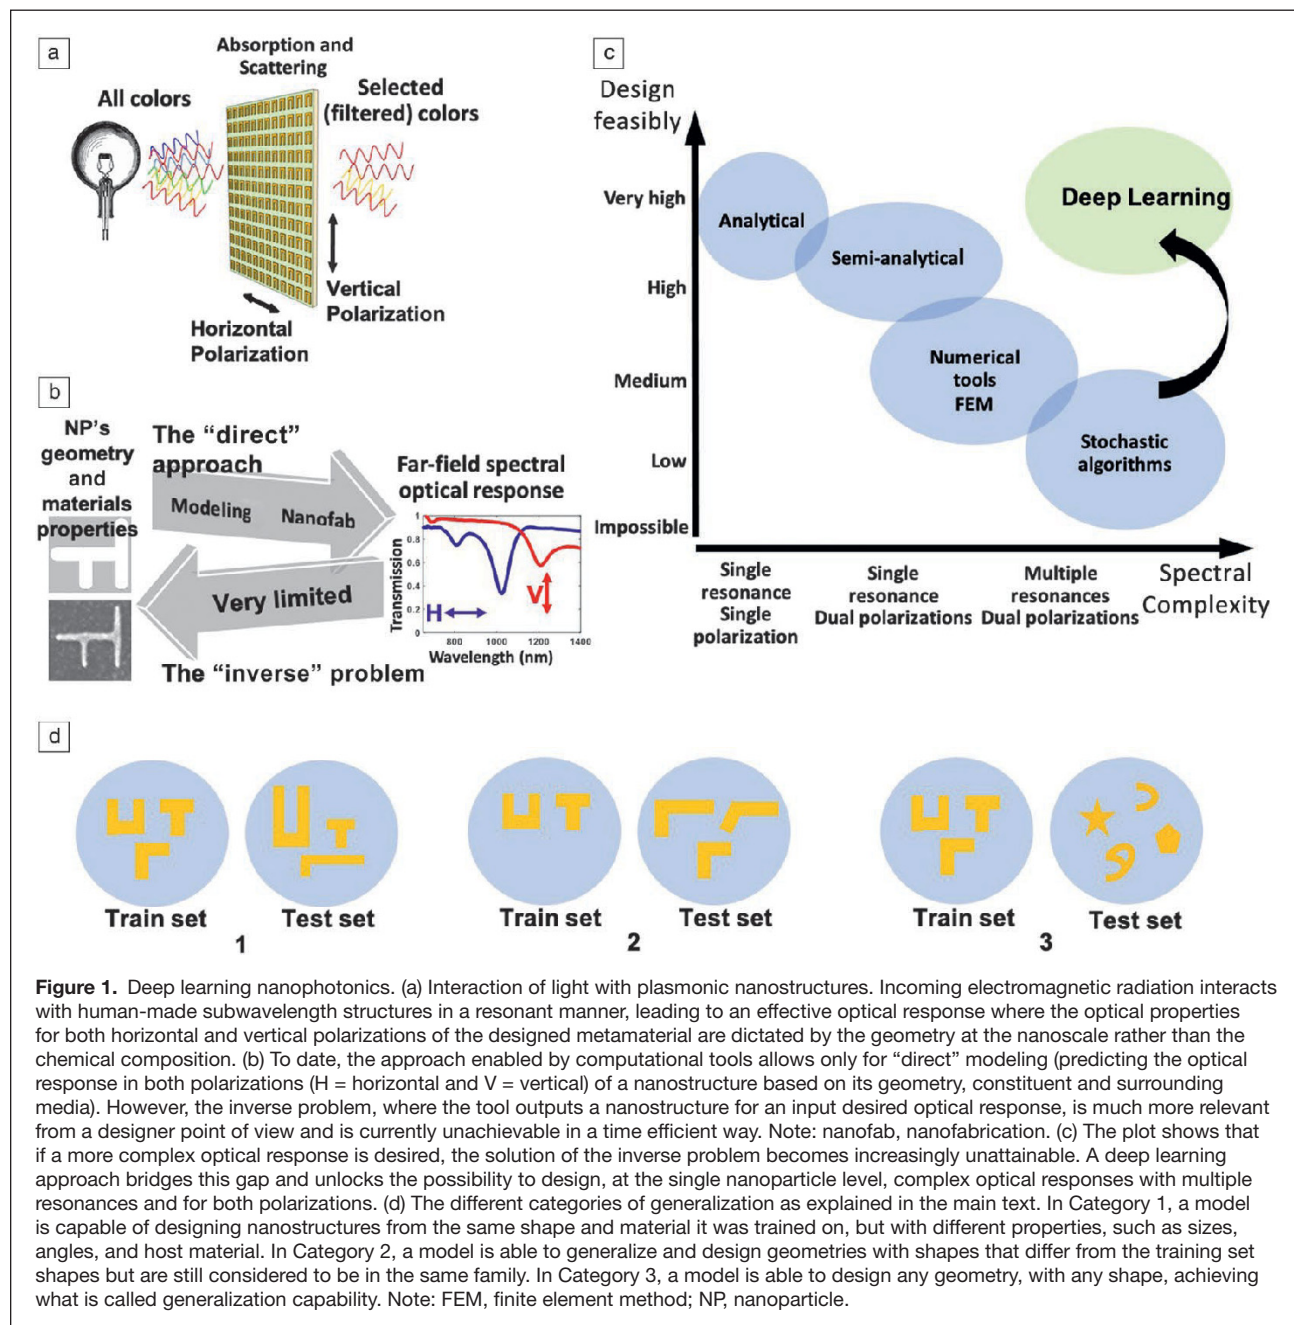 a
Absorption and
Scattering
All colors
Selected
(filtered) colors
Vertical
Polarization
Horizontal
Polarization
b
NP's
geometry
and
materials
properties
The "direct"
approach
Modeling Nanofab
Very limited
The "inverse" problem
Far-field spectral
optical response
Transmission
1
0.8
0.6
0.4
0.2
0
H
V
800 1000 1200 1400
Wavelength (nm)
c
Design
feasibly
Very high
High
Medium
Low
Impossible
Analytical
Semi-analytical
Numerical
tools
FEM
Stochastic
algorithms
Deep Learning
Single
resonance
Single
polarization
Single
resonance
Dual polarizations
Multiple
resonances
Dual polarizations
Spectral
Complexity
d
Train set Test set
1
Train set Test set
2
Train set Test set
3
Figure 1. Deep learning nanophotonics. (a) Interaction of light with plasmonic nanostructures. Incoming electromagnetic radiation interacts
with human-made subwavelength structures in a resonant manner, leading to an effective optical response where the optical properties
for both horizontal and vertical polarizations of the designed metamaterial are dictated by the geometry at the nanoscale rather than the
chemical composition. (b) To date, the approach enabled by computational tools allows only for "direct" modeling (predicting the optical
response in both polarizations (H = horizontal and V = vertical) of a nanostructure based on its geometry, constituent and surrounding
media). However, the inverse problem, where the tool outputs a nanostructure for an input desired optical response, is much more relevant
from a designer point of view and is currently unachievable in a time efficient way. Note: nanofab, nanofabrication. (c) The plot shows that
if a more complex optical response is desired, the solution of the inverse problem becomes increasingly unattainable. A deep learning
approach bridges this gap and unlocks the possibility to design, at the single nanoparticle level, complex optical responses with multiple
resonances and for both polarizations. (d) The different categories of generalization as explained in the main text. In Category 1, a model
is capable of designing nanostructures from the same shape and material it was trained on, but with different properties, such as sizes,
angles, and host material. In Category 2, a model is able to generalize and design geometries with shapes that differ from the training set
shapes but are still considered to be in the same family. In Category 3, a model is able to design any geometry, with any shape, achieving
what is called generalization capability. Note: FEM, finite element method; NP, nanoparticle.